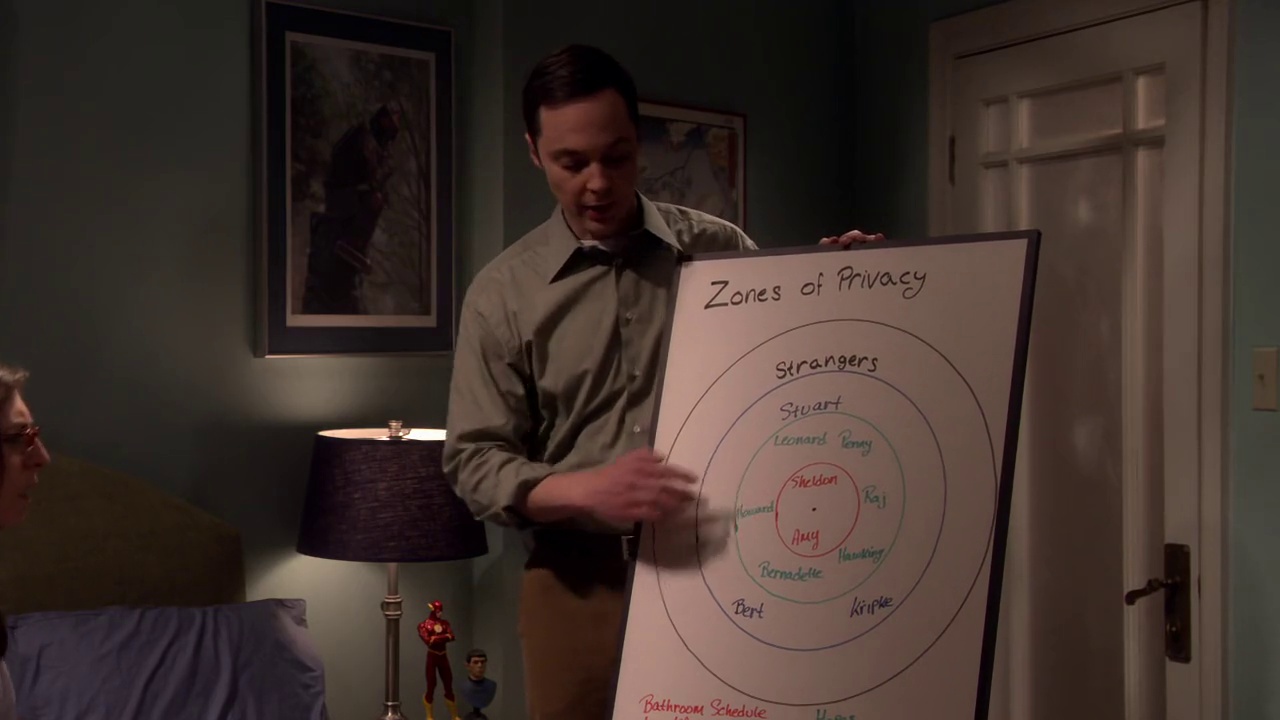 Zones of Privacy
Strangers
Stuart
Leonard Penny
Sheldon
Howard Raj
Amy
Hawking
Bernadette
Bert Kripke
Bathroom Schedule